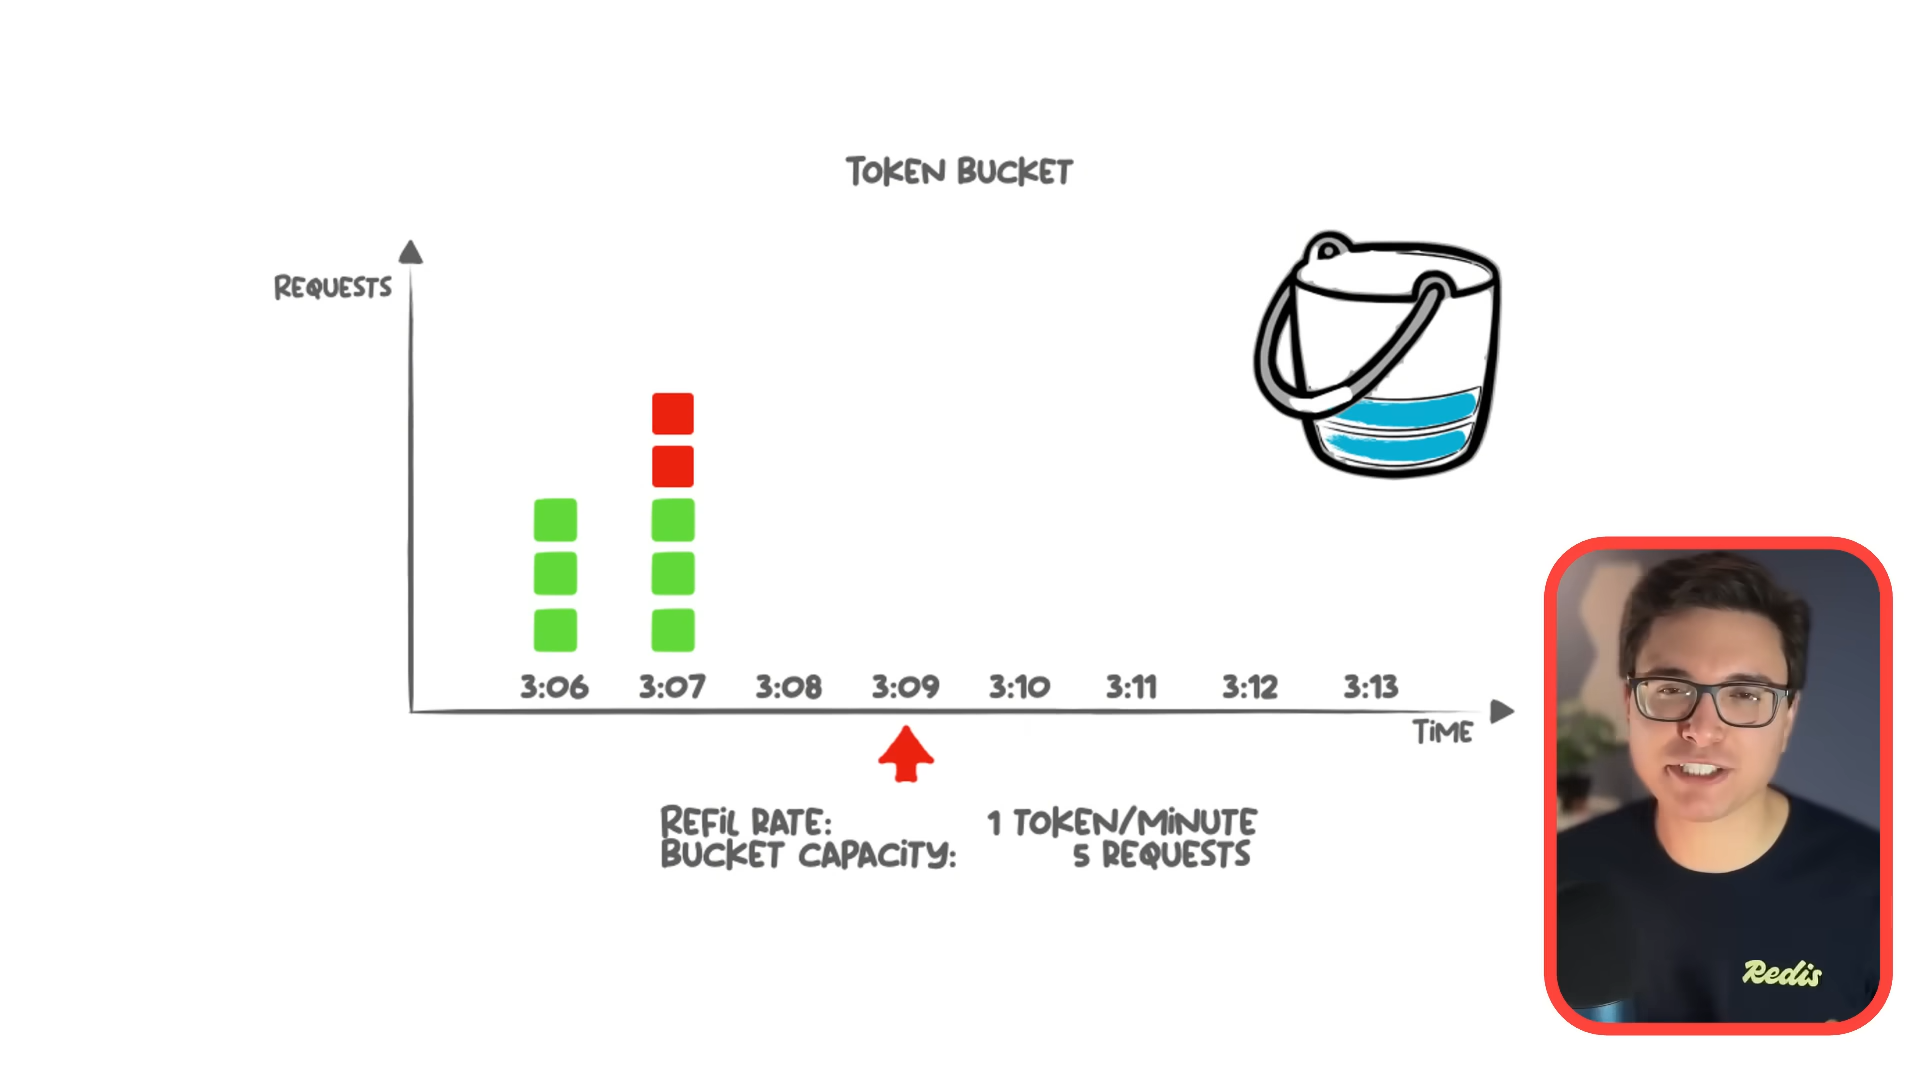 TOKEN BUCKET
REQUESTS
3:06 3:07 3:08 3:09 3:10 3:11 3:12 3:13
TiME
REFiL RATE: 1 TOKEN/MiNUTE
BUCKET CAPACiTY: 5 REQUESTS
Redis